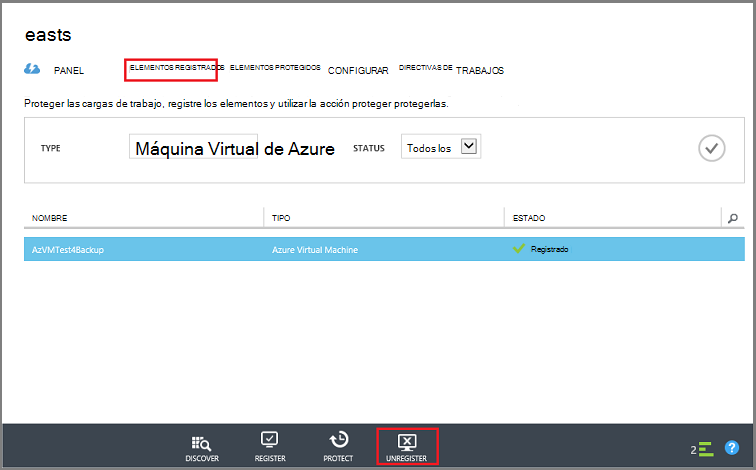 easts
PANEL ELEMENTOS REGISTRADOS ELEMENTOS PROTEGIDOS CONFIGURAR DIRECTIVAS DE TRABAJOS
Proteger las cargas de trabajo, registre los elementos y utilizar la acción proteger protegerlas.
TYPE Máquina Virtual de Azure STATUS Todos los
NOMBRE TIPO ESTADO
AzVMTest4Backup Azure Virtual Machine Registrado
DISCOVER REGISTER PROTECT UNREGISTER 2 ?